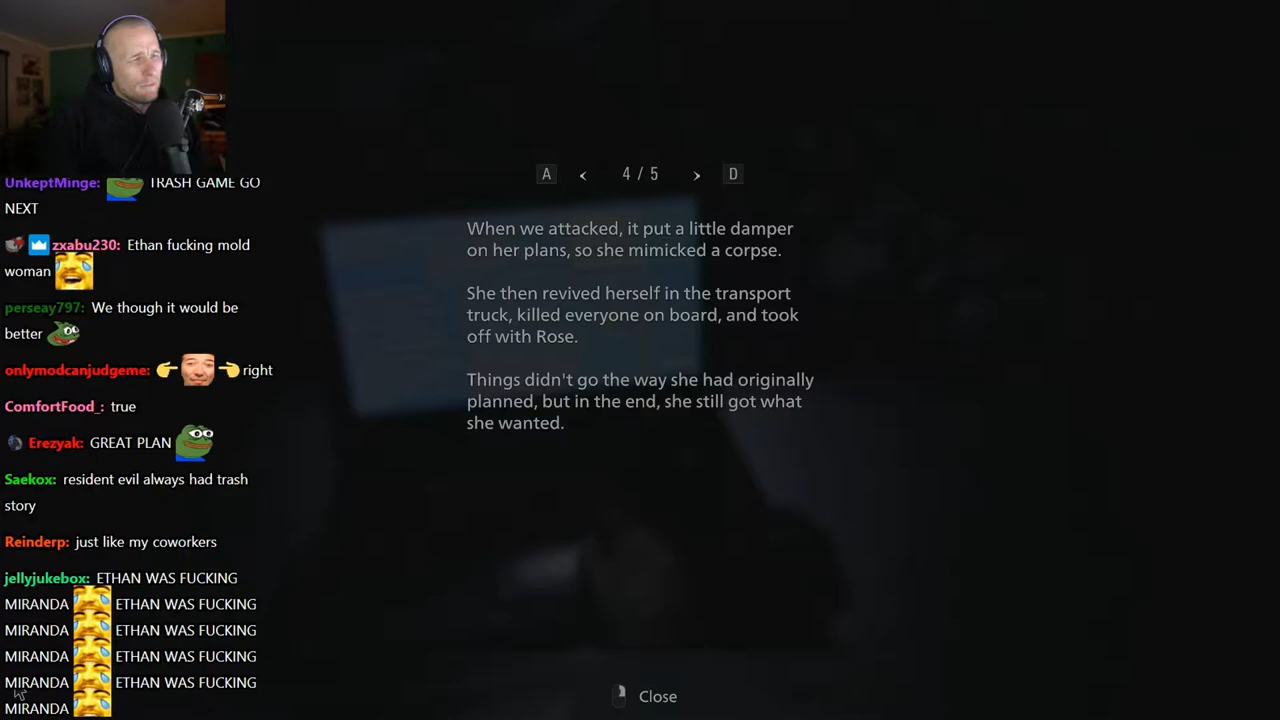 UnkeptMinge: TRASH GAME GO
NEXT
zxabu230: Ethan fucking mold
woman
perseay797: We though it would be
better
onlymodcanjudgeme: right
ComfortFood_: true
Erezyak: GREAT PLAN
Saekox: resident evil always had trash
story
Reinderp: just like my coworkers
jellyjukebox: ETHAN WAS FUCKING
MIRANDA ETHAN WAS FUCKING
MIRANDA ETHAN WAS FUCKING
MIRANDA ETHAN WAS FUCKING
MIRANDA ETHAN WAS FUCKING
MIRANDA
A < 4 / 5 > D
When we attacked, it put a little damper
on her plans, so she mimicked a corpse.
She then revived herself in the transport
truck, killed everyone on board, and took
off with Rose.
Things didn't go the way she had originally
planned, but in the end, she still got what
she wanted.
Close